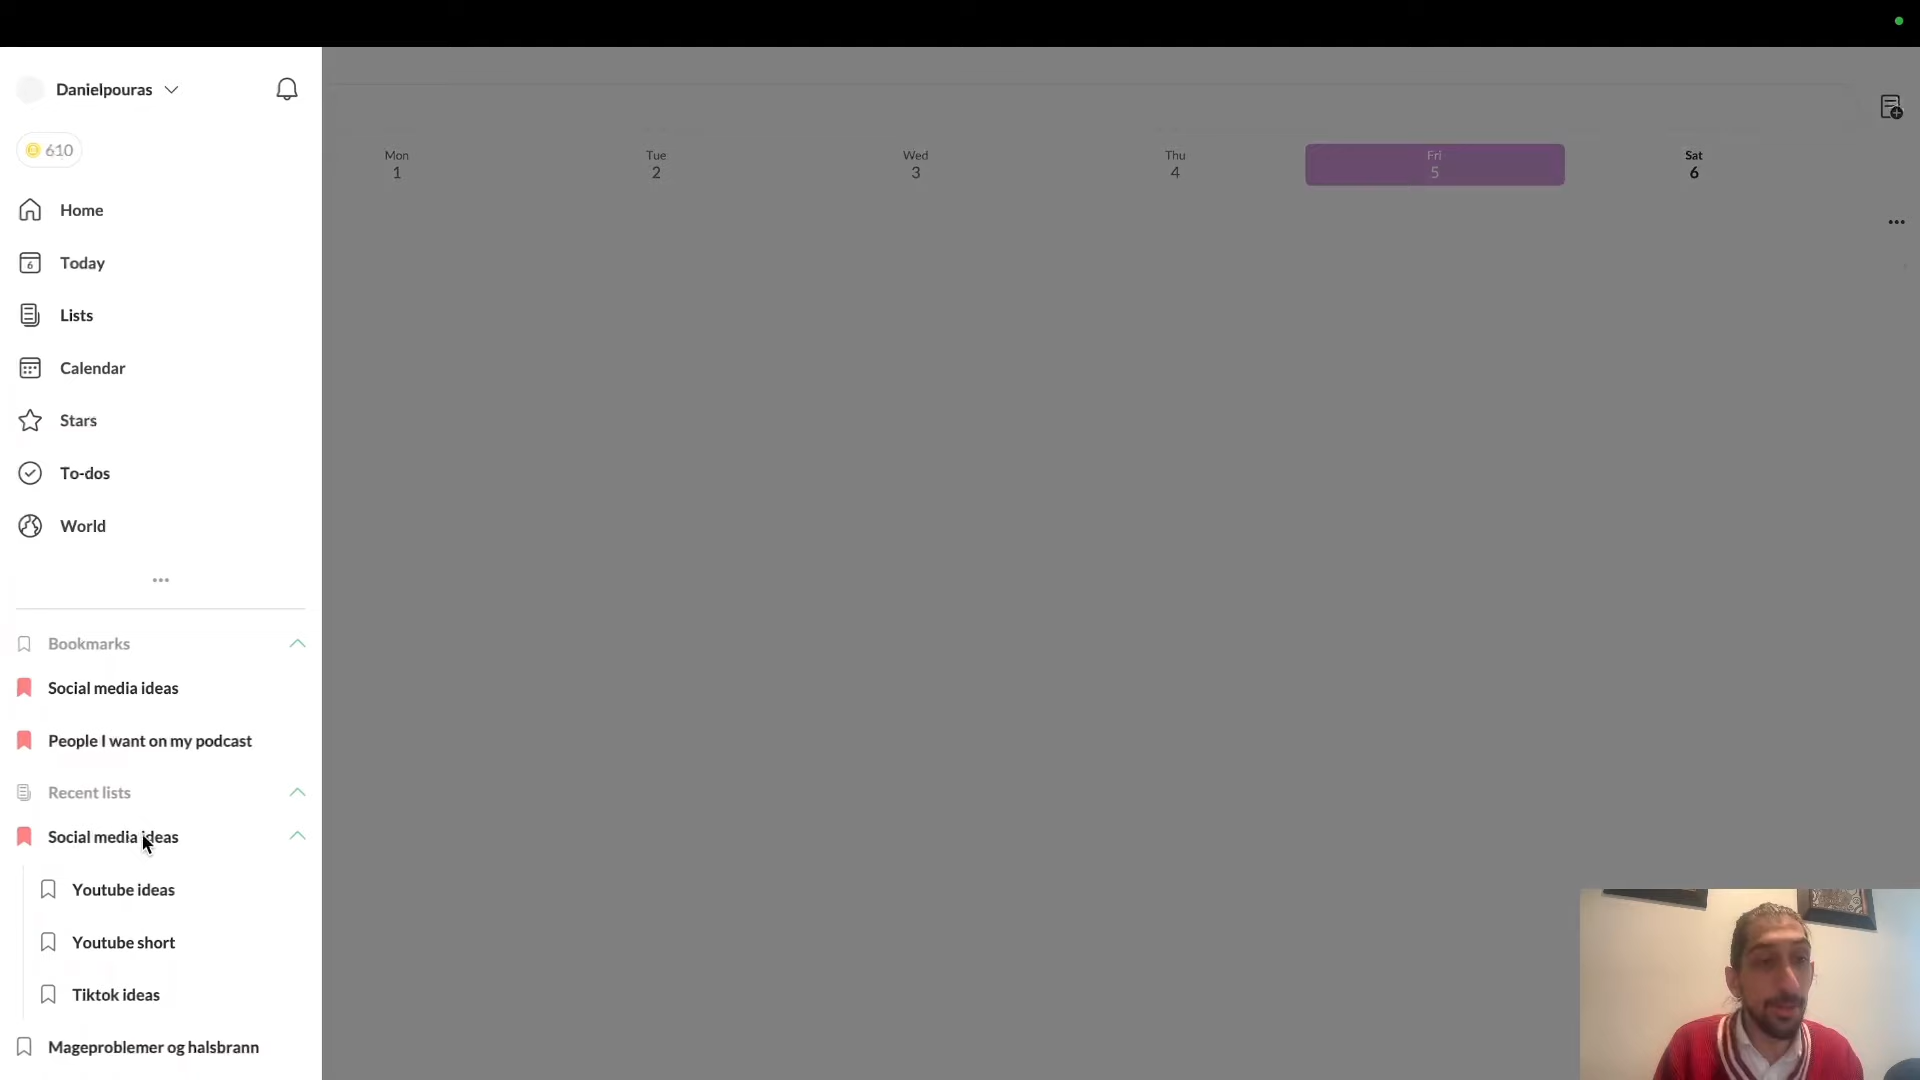 Danielpouras
610
Home
6
Today
Lists
Calendar
Stars
To-dos
World
Bookmarks
Social media ideas
People I want on my podcast
Recent lists
Social media ideas
Youtube ideas
Youtube short
Tiktok ideas
Mageproblemer og halsbrann
Mon
1
Tue
2
Wed
3
Thu
4
Fri
5
Sat
6